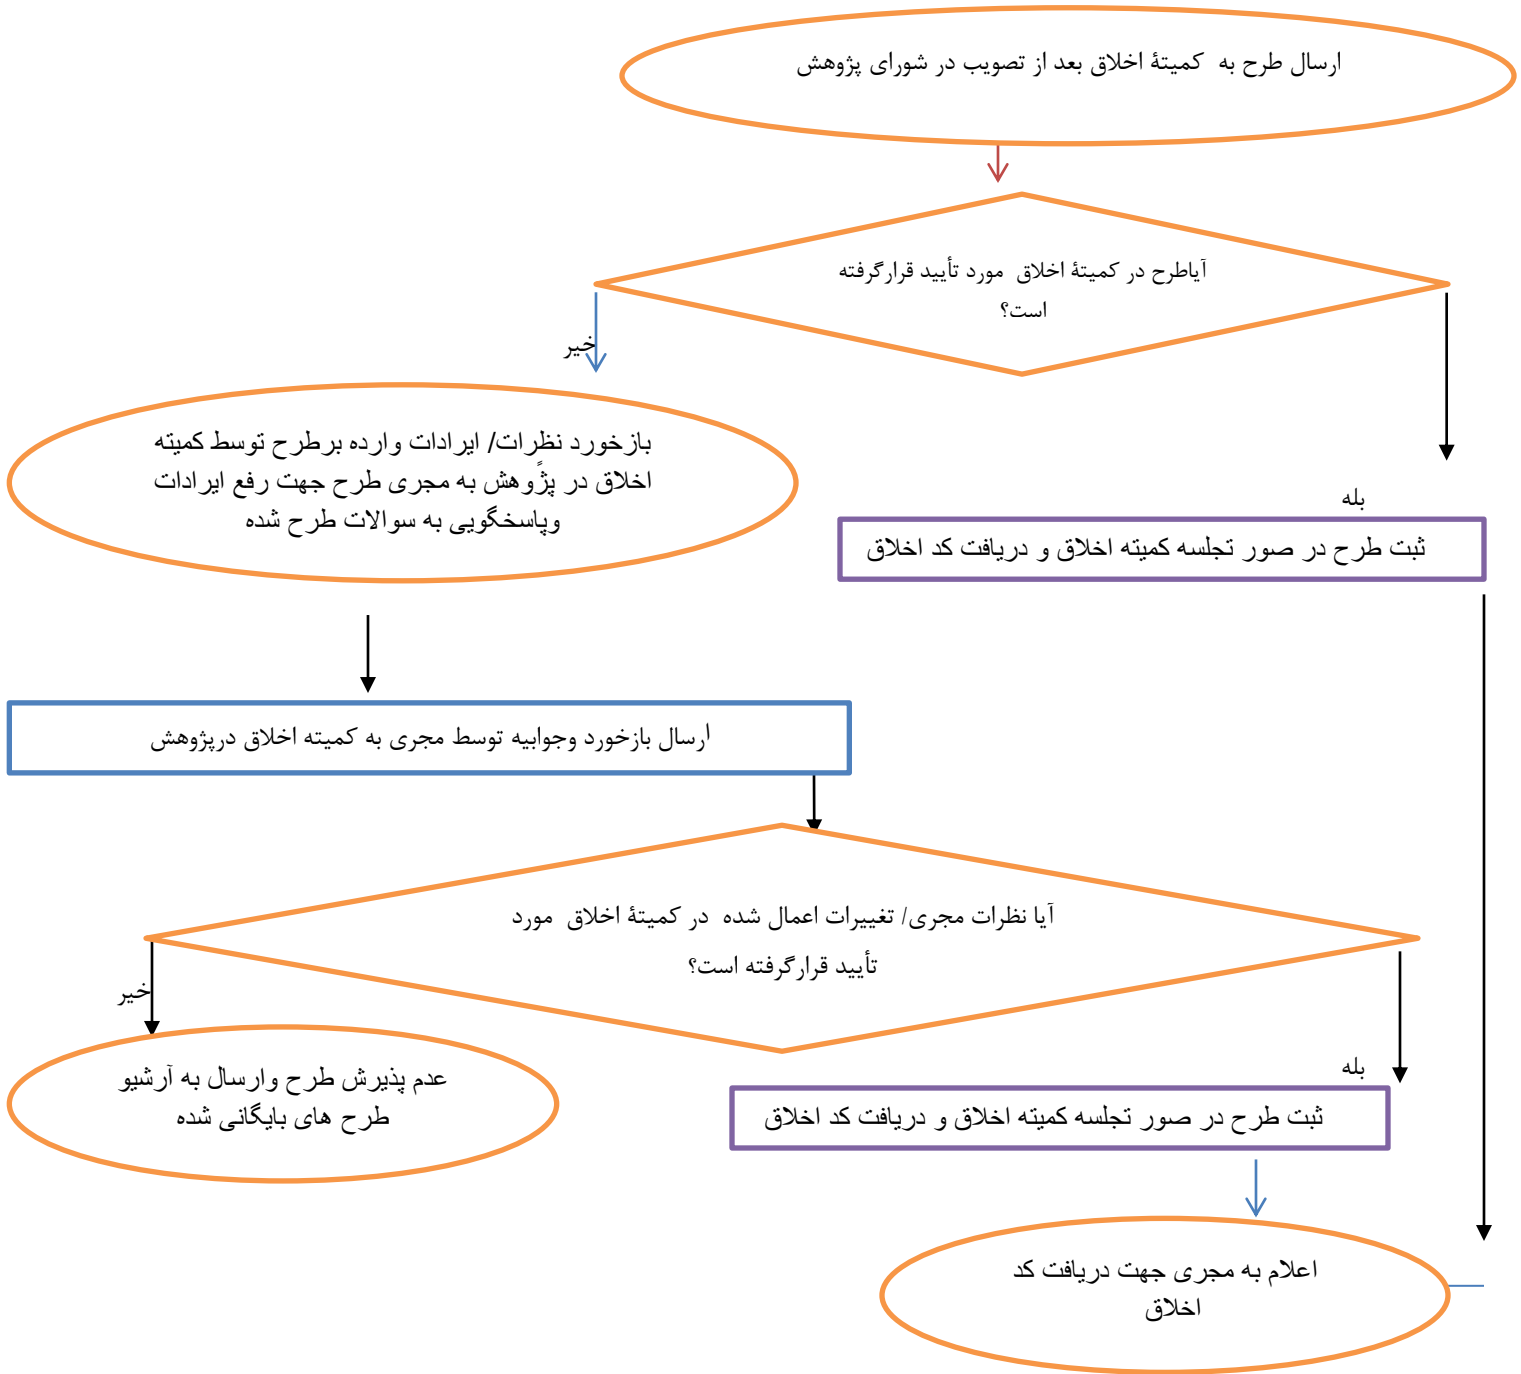 ارسال طرح به کمیتۀ اخلاق بعد از تصویب در شورای پژوهش
آیاطرح در کمیتۀ اخلاق مورد تأیید قرارگرفته
است؟
خیر
بازخورد نظرات/ ایرادات وارده برطرح توسط کمیته
اخلاق در پژوهش به مجری طرح جهت رفع ایرادات
وپاسخگویی به سوالات طرح شده
بله
ثبت طرح در صور تجلسه کمیته اخلاق و دریافت کد اخلاق
ارسال بازخورد وجوابیه توسط مجری به کمیته اخلاق درپژوهش
آیا نظرات مجری/ تغییرات اعمال شده در کمیتۀ اخلاق مورد
تأیید قرارگرفته است؟
خیر
عدم پذیرش طرح وارسال به آرشیو
طرح های بایگانی شده
بله
ثبت طرح در صور تجلسه کمیته اخلاق و دریافت کد اخلاق
اعلام به مجری جهت دریافت کد
اخلاق